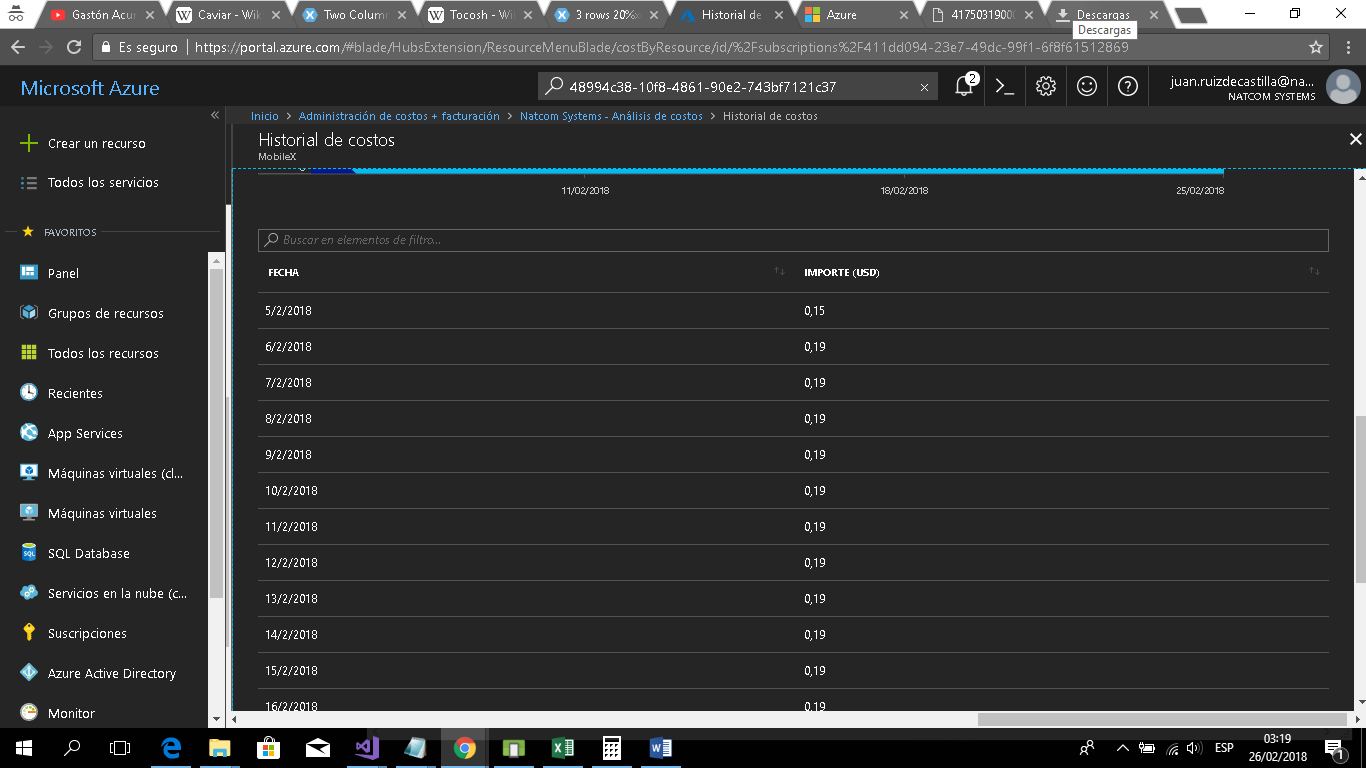 Gastón Acur
Caviar - Wik
Two Colum
Tocosh - Wi
3 rows 20%
Historial de
Azure
41750319000
Descargas
Descargas
Es seguro
https://portal.azure.com/#blade/HubsExtension/ResourceMenuBlade/costByResource/id/%2Fsubscriptions%2F411dd094-23e7-49dc-99f1-6f8f61512869
Microsoft Azure
48994c38-10f8-4861-90e2-743bf7121c37
2
juan.ruizdecastilla@na...
NATCOM SYSTEMS
Inicio > Administración de costos + facturación > Natcom Systems - Análisis de costos > Historial de costos
Historial de costos
MobileX
Crear un recurso
Todos los servicios
FAVORITOS
Panel
Grupos de recursos
Todos los recursos
Recientes
App Services
Máquinas virtuales (cl...
Máquinas virtuales
SQL Database
Servicios en la nube (c...
Suscripciones
Azure Active Directory
Monitor
11/02/2018 18/02/2018 25/02/2018
Buscar en elementos de filtro...
FECHA IMPORTE (USD)
5/2/2018 0,15
6/2/2018 0,19
7/2/2018 0,19
8/2/2018 0,19
9/2/2018 0,19
10/2/2018 0,19
11/2/2018 0,19
12/2/2018 0,19
13/2/2018 0,19
14/2/2018 0,19
15/2/2018 0,19
16/2/2018 0,19
ESP
03:19
26/02/2018
1